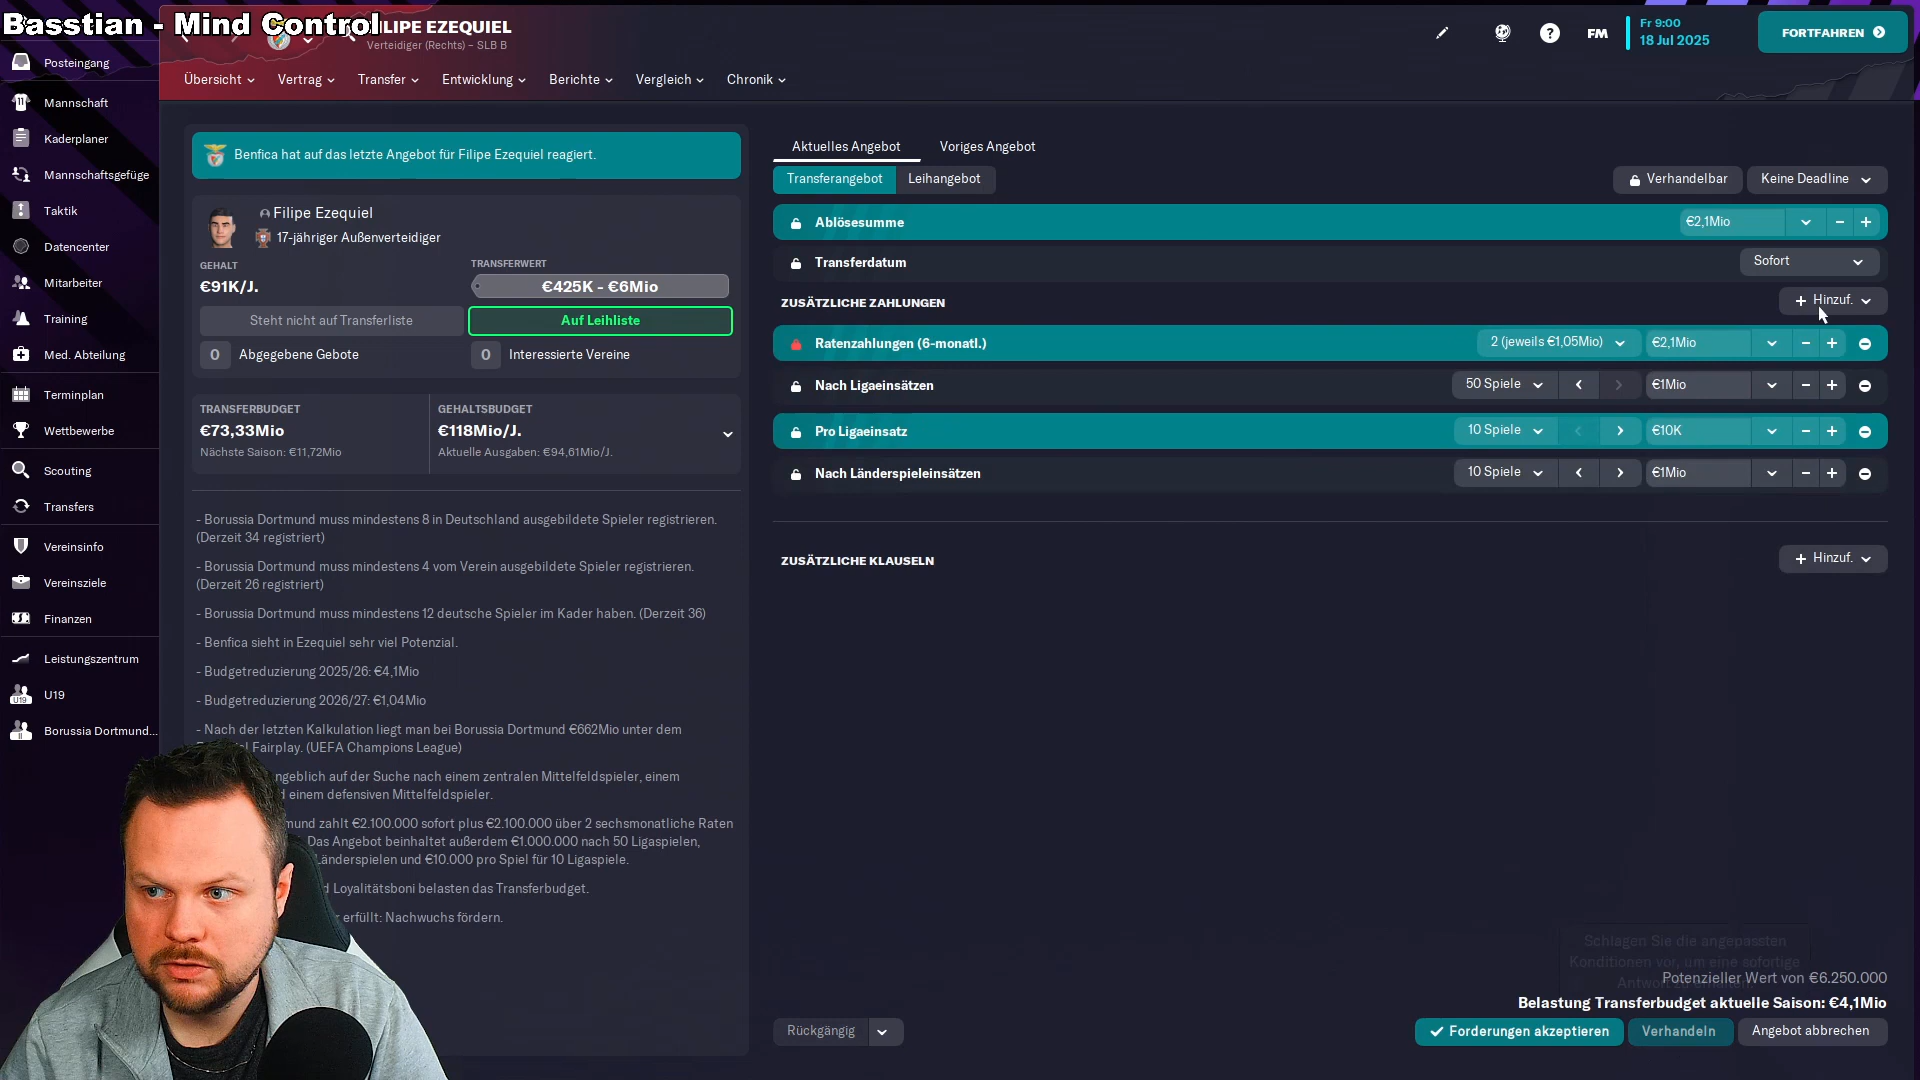 Basstian - Mind Control
FILIPE EZEQUIEL
Verteidiger (Rechts) – SLB B
FM
Fr 9:00
18 Jul 2025
FORTFAHREN
Übersicht
Vertrag
Transfer
Entwicklung
Berichte
Vergleich
Chronik
Posteingang
Mannschaft
Kaderplaner
Mannschaftsgefüge
Taktik
Datencenter
Mitarbeiter
Training
Med. Abteilung
Terminplan
Wettbewerbe
Scouting
Transfers
Vereinsinfo
Vereinsziele
Finanzen
Leistungszentrum
U19
Borussia Dortmund...
Benfica hat auf das letzte Angebot für Filipe Ezequiel reagiert.
Filipe Ezequiel
17-jähriger Außenverteidiger
GEHALT
€91K/J.
TRANSFERWERT
€425K - €6Mio
Steht nicht auf Transferliste
Auf Leihliste
0 Abgegebene Gebote
0 Interessierte Vereine
TRANSFERBUDGET
€73,33Mio
Nächste Saison: €11,72Mio
GEHALTSBUDGET
€118Mio/J.
Aktuelle Ausgaben: €94,61Mio/J.
- Borussia Dortmund muss mindestens 8 in Deutschland ausgebildete Spieler registrieren.
(Derzeit 34 registriert)
- Borussia Dortmund muss mindestens 4 vom Verein ausgebildete Spieler registrieren.
(Derzeit 26 registriert)
- Borussia Dortmund muss mindestens 12 deutsche Spieler im Kader haben. (Derzeit 36)
- Benfica sieht in Ezequiel sehr viel Potenzial.
- Budgetreduzierung 2025/26: €4,1Mio
- Budgetreduzierung 2026/27: €1,04Mio
- Nach der letzten Kalkulation liegt man bei Borussia Dortmund €662Mio unter dem
Fairplay. (UEFA Champions League)
ngeblich auf der Suche nach einem zentralen Mittelfeldspieler, einem
d einem defensiven Mittelfeldspieler.
mund zahlt €2.100.000 sofort plus €2.100.000 über 2 sechsmonatliche Raten
Das Angebot beinhaltet außerdem €1.000.000 nach 50 Ligaspielen,
Länderspielen und €10.000 pro Spiel für 10 Ligaspiele.
d Loyalitätsboni belasten das Transferbudget.
erfüllt: Nachwuchs fördern.
Aktuelles Angebot
Voriges Angebot
Transferangebot
Leihangebot
Verhandelbar
Keine Deadline
Ablösesumme €2,1Mio
Transferdatum Sofort
ZUSÄTZLICHE ZAHLUNGEN
Hinzuf.
Ratenzahlungen (6-monatl.) 2 (jeweils €1,05Mio) €2,1Mio
Nach Ligaeinsätzen 50 Spiele €1Mio
Pro Ligaeinsatz 10 Spiele €10K
Nach Länderspieleinsätzen 10 Spiele €1Mio
ZUSÄTZLICHE KLAUSELN
Hinzuf.
Schlagen Sie die angepassten
Konditionen vor, um eine sofortige
Potenzieller Wert von €6.250.000
Belastung Transferbudget aktuelle Saison: €4,1Mio
Rückgängig
Forderungen akzeptieren
Verhandeln
Angebot abbrechen